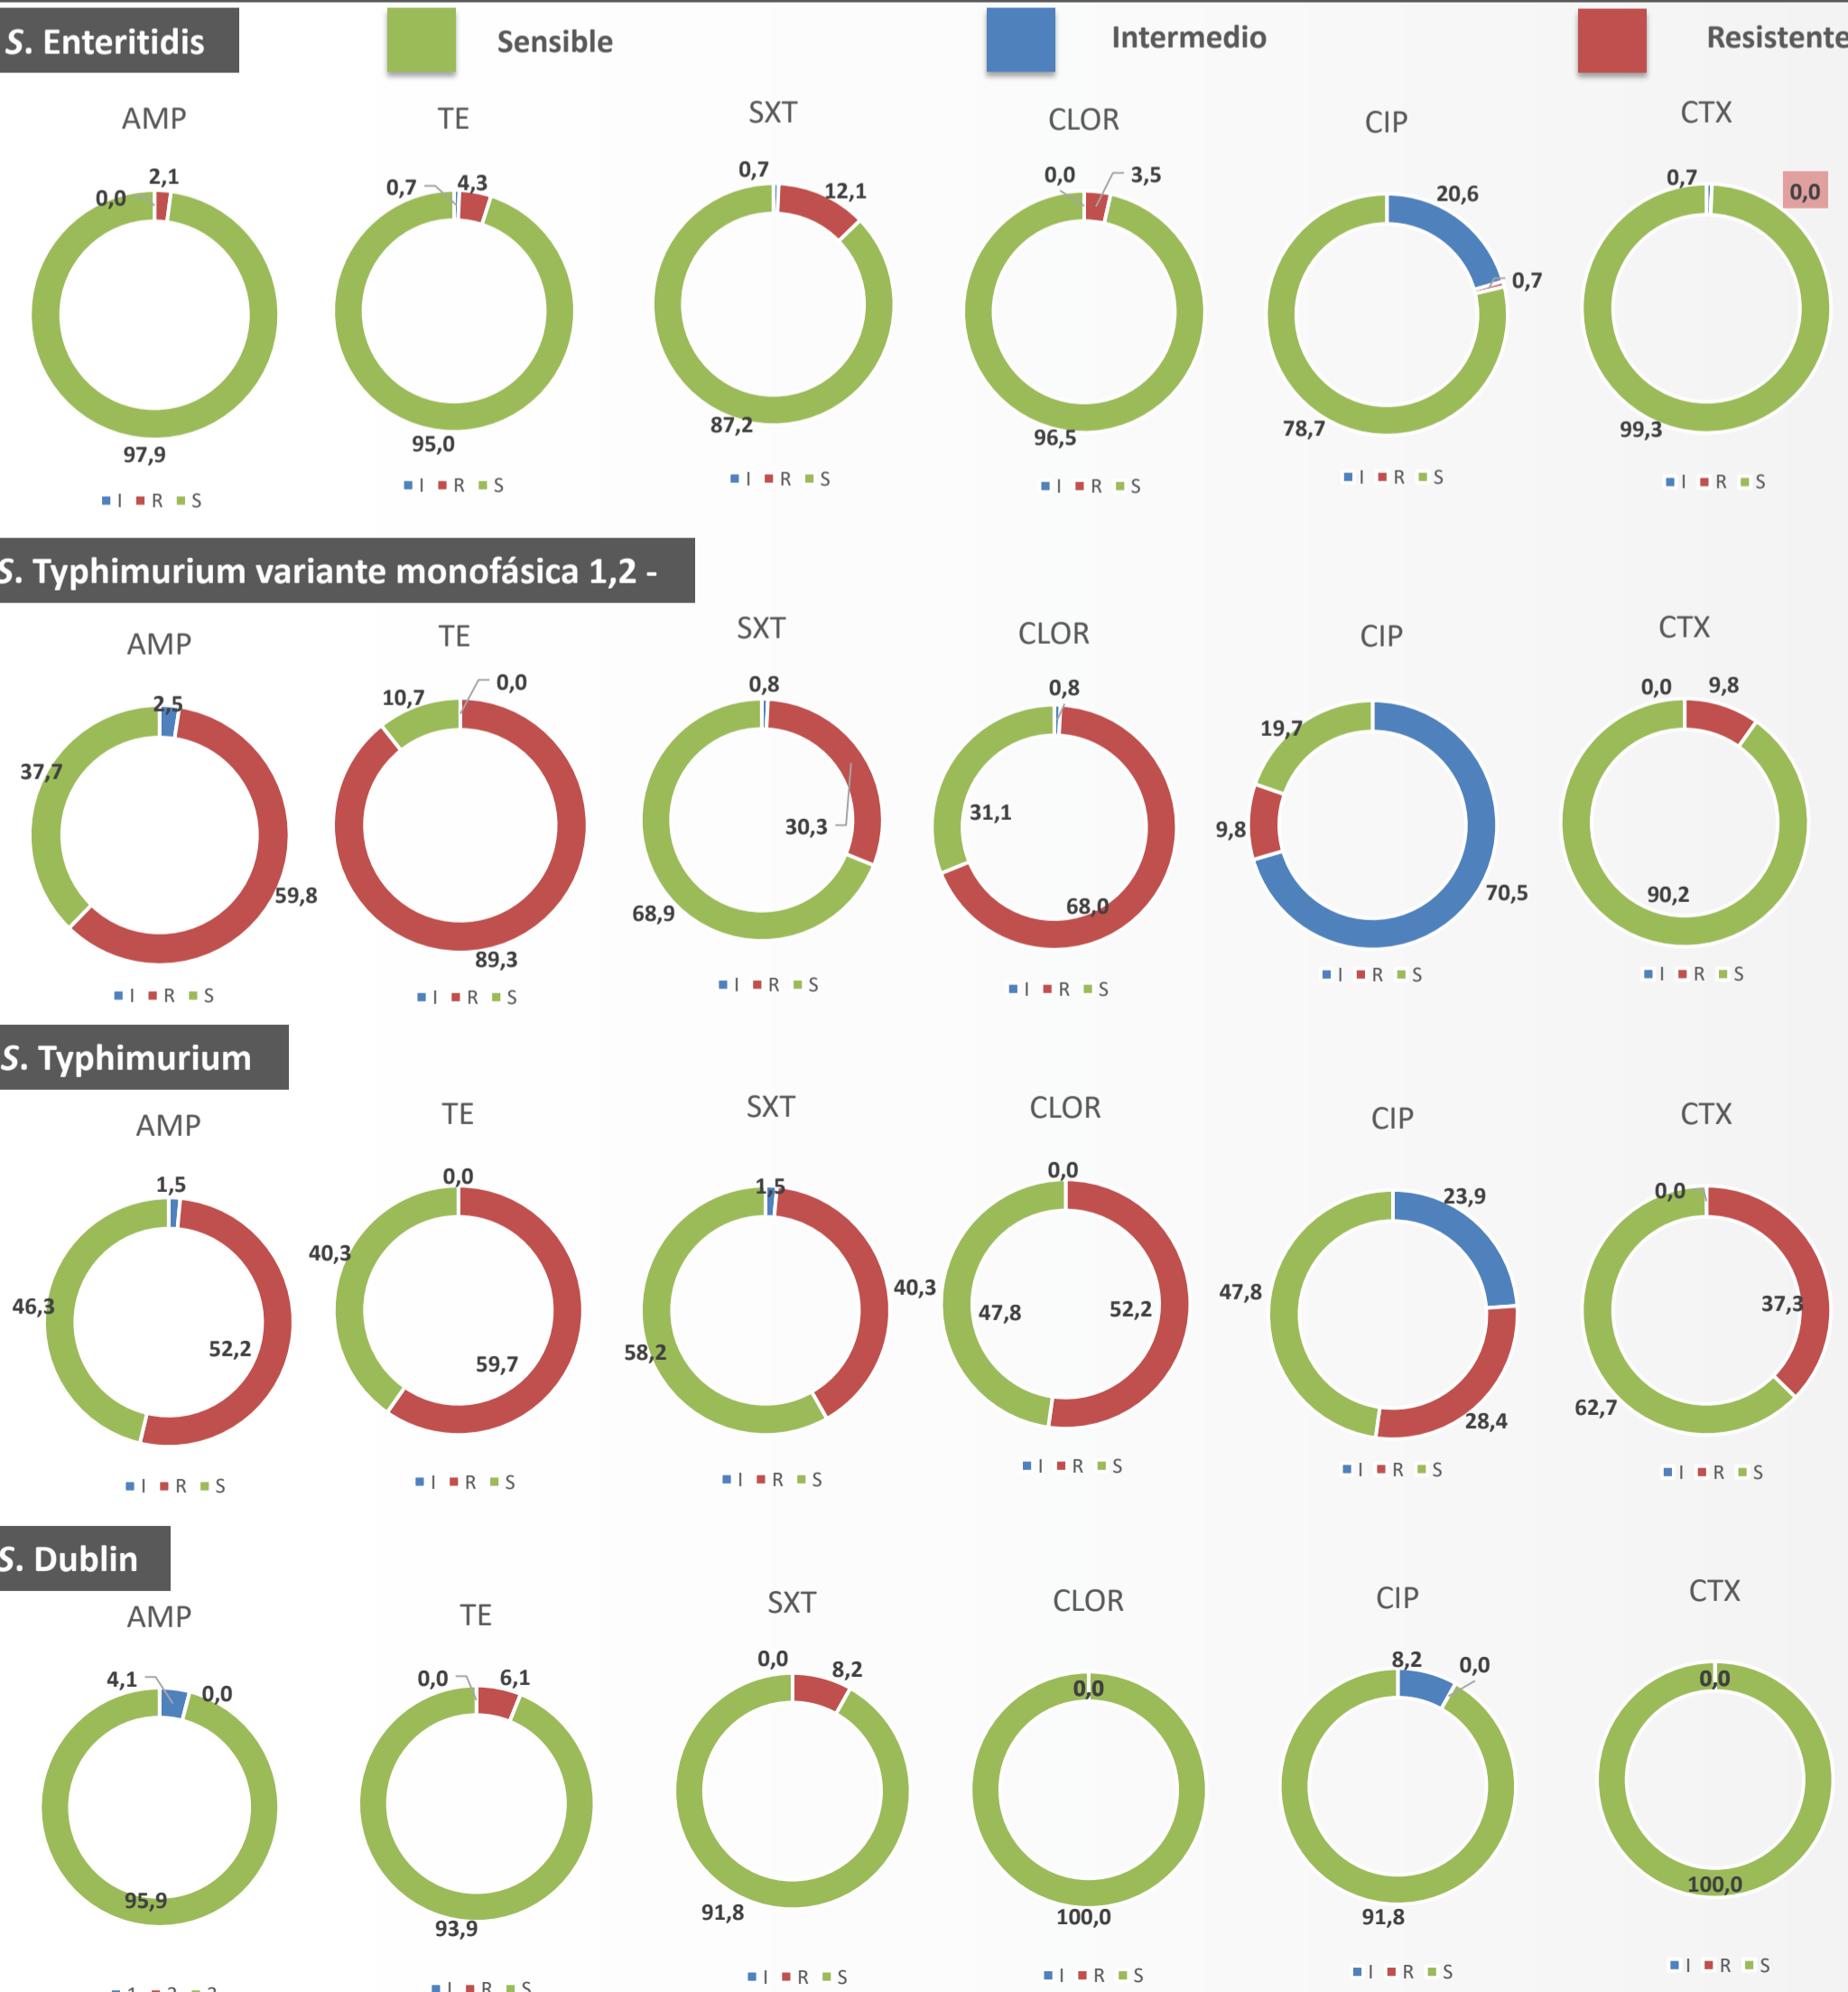 S. Enteritidis
Sensible
Intermedio
Resistente
AMP
TE
SXT
CLOR
CIP
CTX
0,0
2,1
97,9
I R S
0,7
4,3
95,0
I R S
0,7
12,1
87,2
I R S
0,0
3,5
96,5
I R S
20,6
0,7
78,7
I R S
0,7
0,0
99,3
I R S
S. Typhimurium variante monofásica 1,2 -
AMP
TE
SXT
CLOR
CIP
CTX
2,5
37,7
59,8
I R S
10,7
0,0
89,3
I R S
0,8
30,3
68,9
I R S
0,8
31,1
68,0
I R S
19,7
9,8
70,5
I R S
0,0
9,8
90,2
I R S
S. Typhimurium
AMP
TE
SXT
CLOR
CIP
CTX
1,5
46,3
52,2
I R S
0,0
40,3
59,7
I R S
1,5
40,3
58,2
I R S
0,0
47,8
52,2
I R S
23,9
47,8
28,4
I R S
0,0
37,3
62,7
I R S
S. Dublin
AMP
TE
SXT
CLOR
CIP
CTX
4,1
0,0
95,9
0,0
6,1
93,9
I R S
0,0
8,2
91,8
I R S
0,0
100,0
I R S
8,2
0,0
91,8
I R S
0,0
100,0
I R S